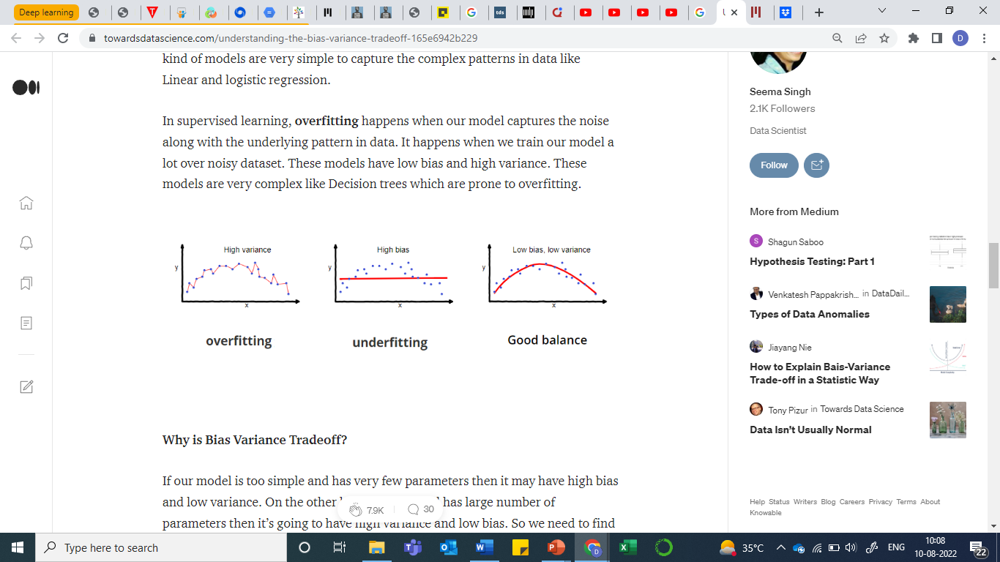 Deep learning
tds
U
towardsdatascience.com/understanding-the-bias-variance-tradeoff-165e6942b229
D
kind of models are very simple to capture the complex patterns in data like
Linear and logistic regression.
In supervised learning, overfitting happens when our model captures the noise
along with the underlying pattern in data. It happens when we train our model a
lot over noisy dataset. These models have low bias and high variance. These
models are very complex like Decision trees which are prone to overfitting.
High variance
y
x
overfitting
High bias
y
x
underfitting
Low bias, low variance
y
x
Good balance
Why is Bias Variance Tradeoff?
If our model is too simple and has very few parameters then it may have high bias
and low variance. On the other has large number of
parameters then it's going to have high variance and low bias. So we need to find
7.9K
30
Seema Singh
2.1K Followers
Data Scientist
Follow
More from Medium
S
Shagun Saboo
Hypothesis Testing: Part 1
Venkatesh Pappakrish... in DataDail...
Types of Data Anomalies
Jiayang Nie
How to Explain Bais-Variance
Trade-off in a Statistic Way
Tony Pizur in Towards Data Science
Data Isn't Usually Normal
Help Status Writers Blog Careers Privacy Terms About
Knowable
Type here to search
35°C
ENG
10:08
10-08-2022
22